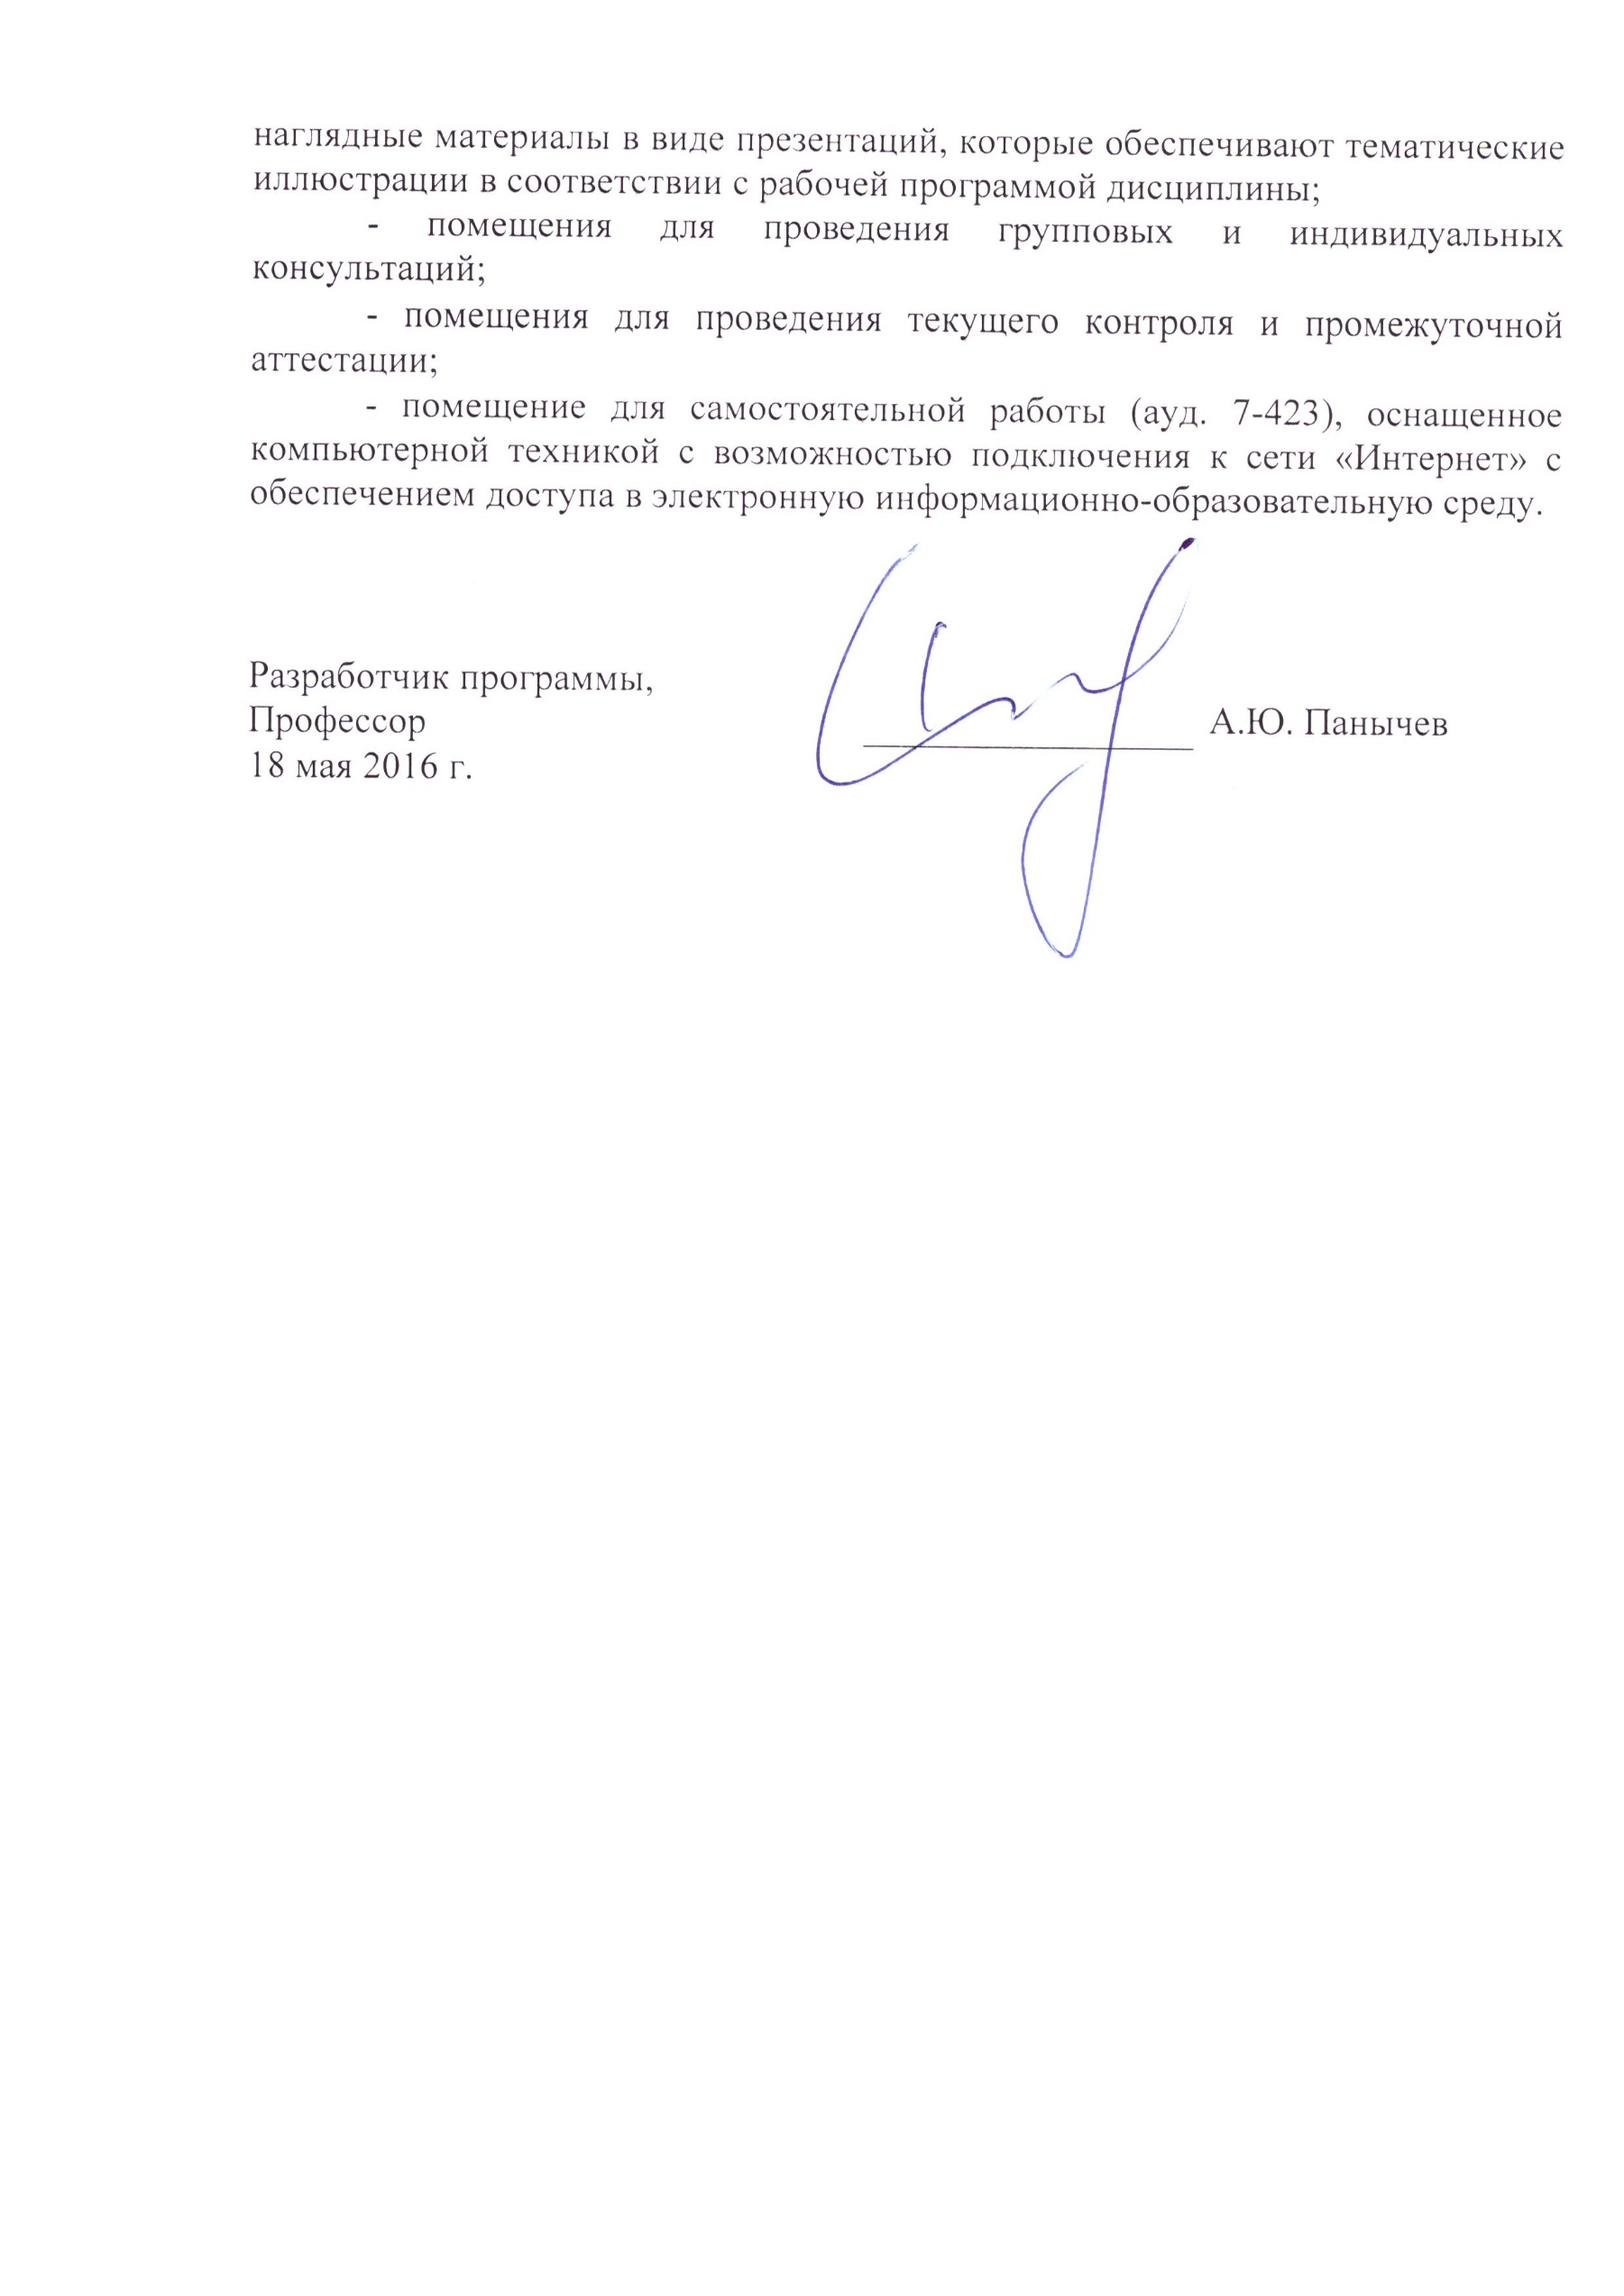 наглядные материалы в виде презентаций, которые обеспечивают тематические
иллюстрации в соответствии с рабочей программой дисциплины;
- помещения для проведения групповых и индивидуальных
консультаций;
- помещения для проведения текущего контроля и промежуточной
аттестации;
- помещение для самостоятельной работы (ауд. 7-423), оснащенное
компьютерной техникой с возможностью подключения к сети «Интернет» с
обеспечением доступа в электронную информационно-образовательную среду.
Разработчик программы,
Профессор
А.Ю. Панычев
18 мая 2016 г.